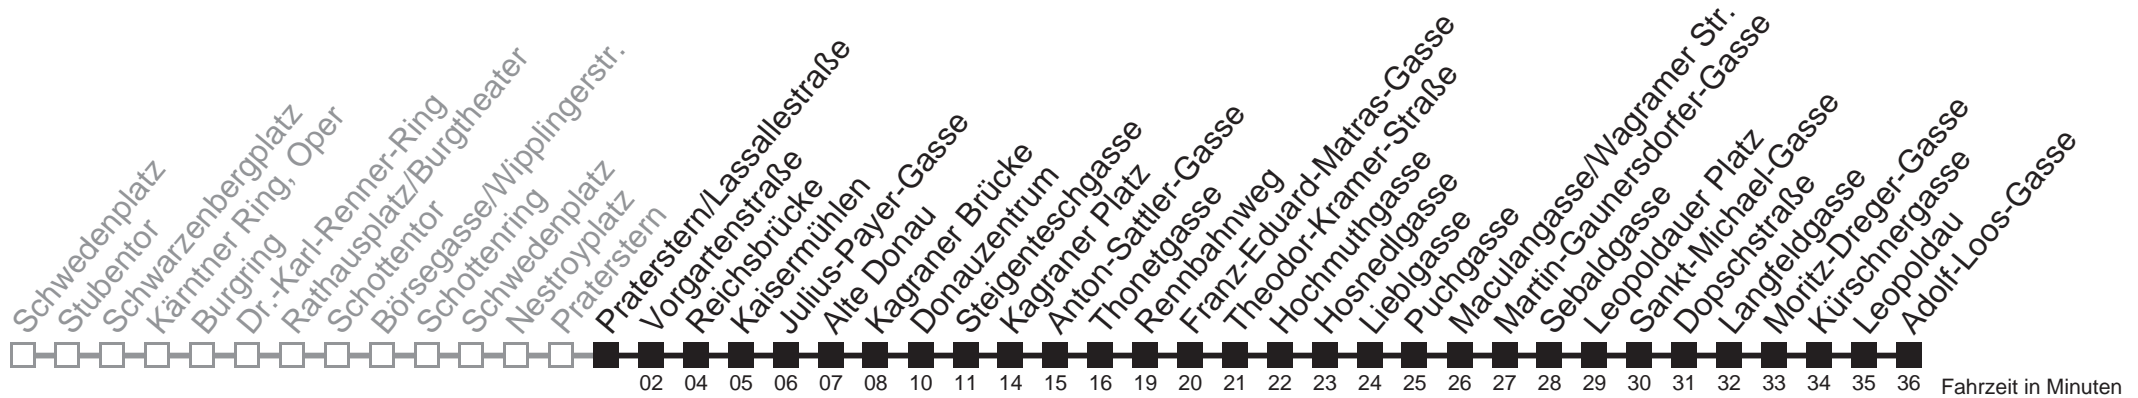 Schwedenplatz
Stubentor
Schwarzenbergplatz
Kärntner Ring, Oper
Burgring
Dr.-Karl-Renner-Ring
Rathausplatz/Burgtheater
Schottentor
Börsegasse/Wipplingerstr.
Schottenring
Schwedenplatz
Nestroyplatz
Praterstern
Praterstern/Lassallestraße
Vorgartenstraße
Reichsbrücke
Kaisermühlen
Julius-Payer-Gasse
Alte Donau
Kagraner Brücke
Donauzentrum
Steigenteschgasse
Kagraner Platz
Anton-Sattler-Gasse
Thonetgasse
Rennbahnweg
Franz-Eduard-Matras-Gasse
Theodor-Kramer-Straße
Hochmuthgasse
Hosnedlgasse
Lieblgasse
Puchgasse
Maculangasse/Wagramer Str.
Martin-Gaunersdorfer-Gasse
Sebaldgasse
Leopoldauer Platz
Sankt-Michael-Gasse
Dopschstraße
Langfeldgasse
Moritz-Dreger-Gasse
Kürschnergasse
Leopoldau
Adolf-Loos-Gasse
02 04 05 06 07 08 10 11 14 15 16 19 20 21 22 23 24 25 26 27 28 29 30 31 32 33 34 35 36 Fahrzeit in Minuten